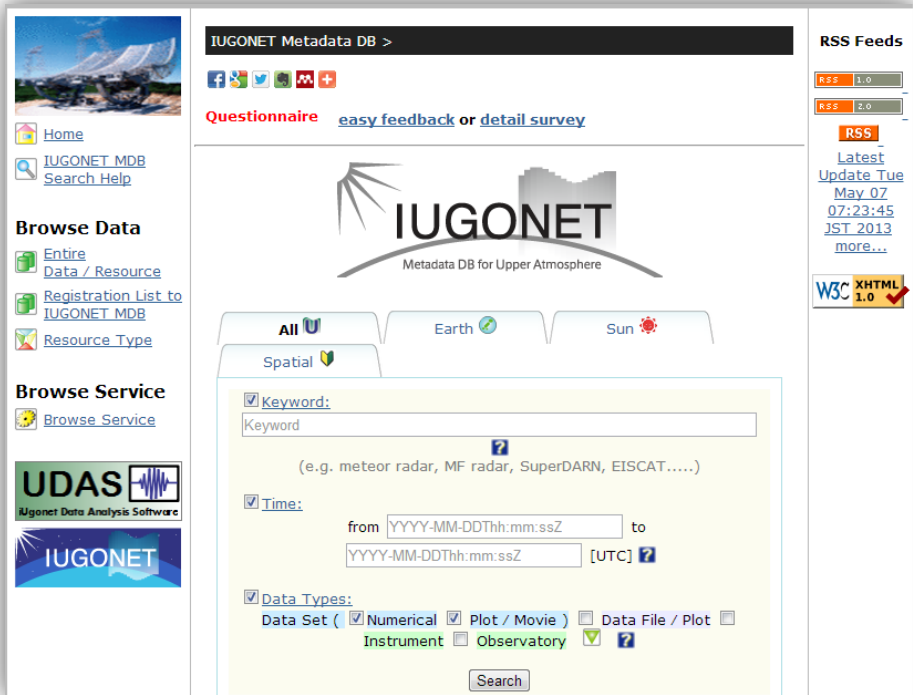 Home
IUGONET MDB
Search Help
Browse Data
Entire
Data / Resource
Registration List to
IUGONET MDB
Resource Type
Browse Service
Browse Service
UDAS
iUgonet Data Analysis Software
IUGONET
IUGONET Metadata DB >
Questionnaire easy feedback or detail survey
IUGONET
Metadata DB for Upper Atmosphere
All Earth Sun
Spatial
Keyword:
Keyword
?
(e.g. meteor radar, MF radar, SuperDARN, EISCAT.....)
Time:
from YYYY-MM-DDThh:mm:ssZ to
YYYY-MM-DDThh:mm:ssZ [UTC] ?
Data Types:
Data Set ( Numerical Plot / Movie ) Data File / Plot
Instrument Observatory ?
Search
RSS Feeds
RSS 1.0
RSS 2.0
RSS
Latest
Update Tue
May 07
07:23:45
JST 2013
more...
W3C XHTML
1.0